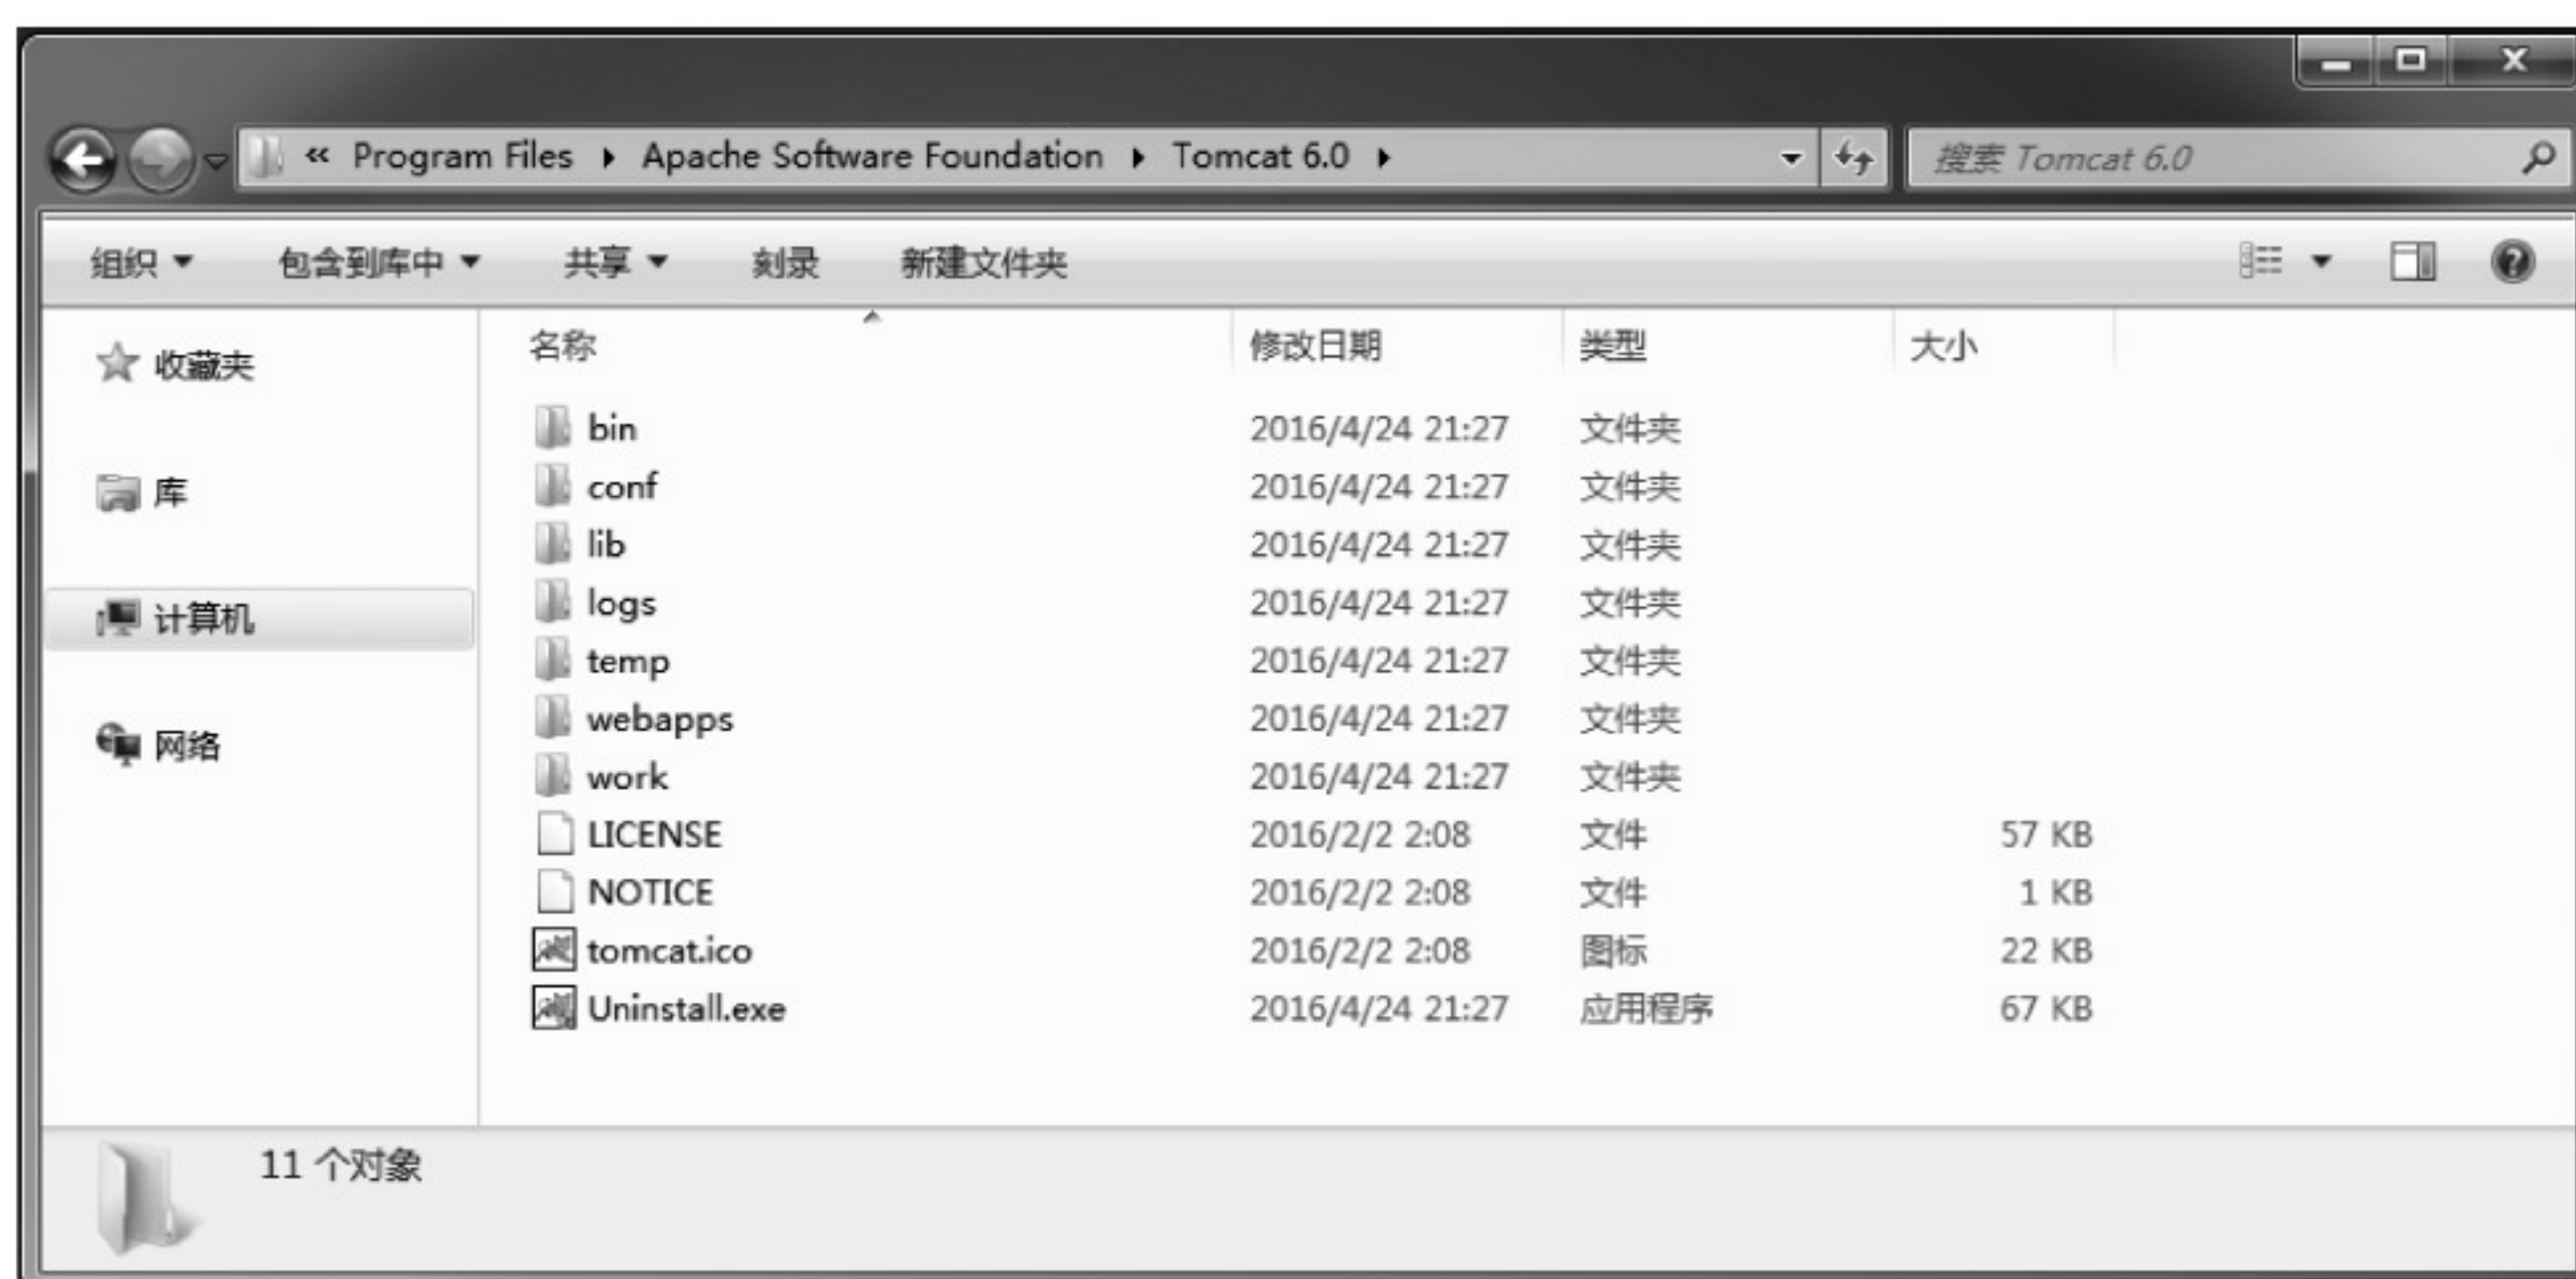 « Program Files ▸ Apache Software Foundation ▸ Tomcat 6.0 ▸ 搜索 Tomcat 6.0
组织 包含到库中 共享 刻录 新建文件夹
名称 修改日期 类型 大小
收藏夹
库
计算机
网络
bin 2016/4/24 21:27 文件夹
conf 2016/4/24 21:27 文件夹
lib 2016/4/24 21:27 文件夹
logs 2016/4/24 21:27 文件夹
temp 2016/4/24 21:27 文件夹
webapps 2016/4/24 21:27 文件夹
work 2016/4/24 21:27 文件夹
LICENSE 2016/2/2 2:08 文件 57 KB
NOTICE 2016/2/2 2:08 文件 1 KB
tomcat.ico 2016/2/2 2:08 图标 22 KB
Uninstall.exe 2016/4/24 21:27 应用程序 67 KB
11 个对象